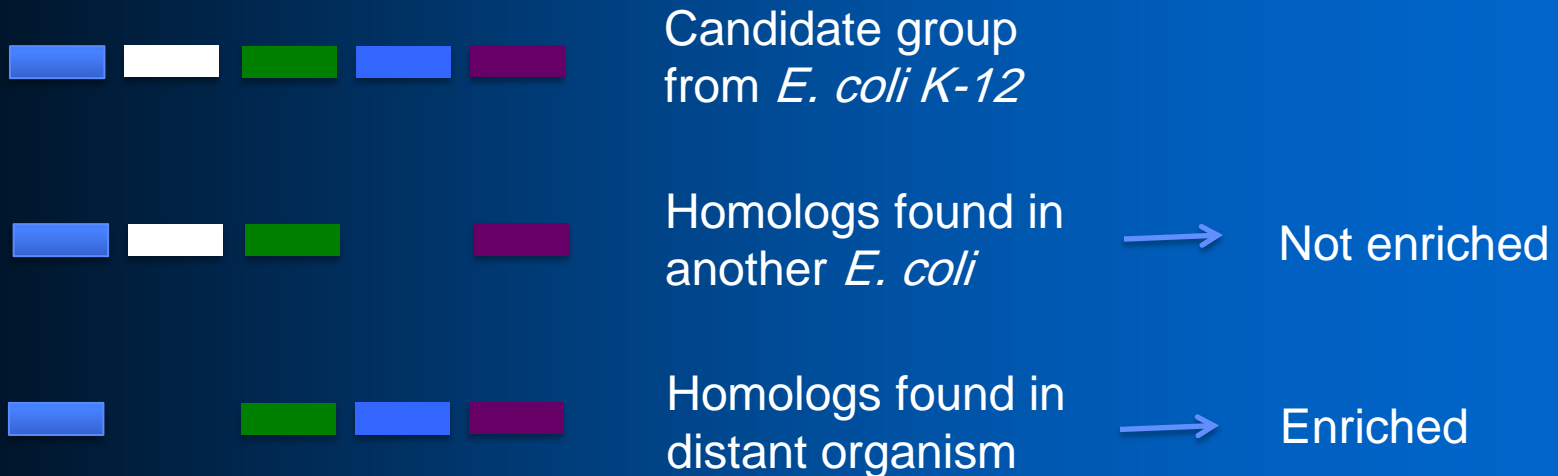 Candidate group
from E. coli K-12
Homologs found in
another E. coli
Not enriched
Homologs found in
distant organism
Enriched